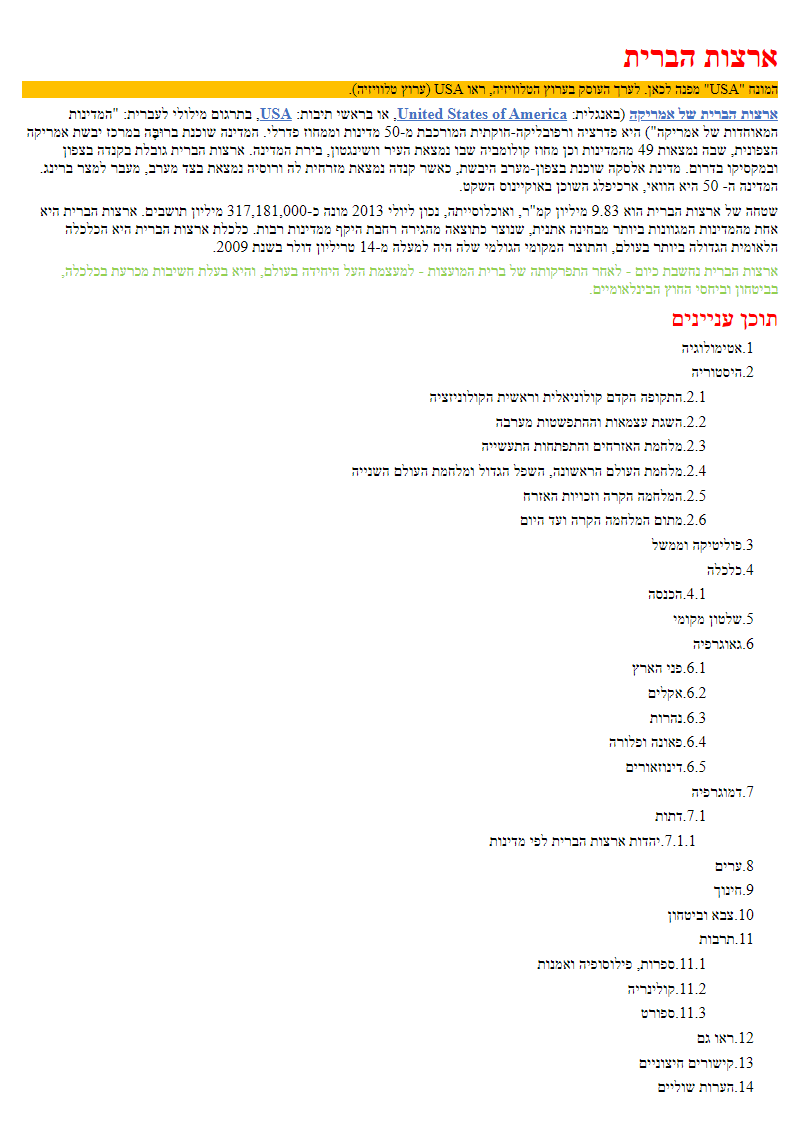 ארצות הברית
המונח "USA" מפנה לכאן. לערך העוסק בערוץ הטלוויזיה, ראו USA (ערוץ טלוויזיה).
ארצות הברית של אמריקה (באנגלית: United States of America, או בראשי תיבות: USA, בתרגום מילולי לעברית: "המדינות
המאוחדות של אמריקה") היא פדרציה ורפובליקה-חוקתית המורכבת מ-50 מדינות וממחוז פדרלי. המדינה שוכנת ברוּבָּהּ במרכז יבשת אמריקה
הצפונית, שבה נמצאות 49 מהמדינות וכן מחוז קולומביה שבו נמצאת העיר וושינגטון, בירת המדינה. ארצות הברית גובלת בקנדה בצפון
ובמקסיקו בדרום. מדינת אלסקה שוכנת בצפון-מערב היבשת, כאשר קנדה נמצאת מזרחית לה ורוסיה נמצאת בצד מערב, מעבר למצר ברינג.
המדינה ה- 50 היא הוואי, ארכיפלג השוכן באוקיינוס השקט.
שטחה של ארצות הברית הוא 9.83 מיליון קמ"ר, ואוכלוסייתה, נכון ליולי 2013 מונה כ-317,181,000 מיליון תושבים. ארצות הברית היא
אחת מהמדינות המגוונות ביותר מבחינה אתנית, שנוצר כתוצאה מהגירה רחבת היקף ממדינות רבות. כלכלת ארצות הברית היא הכלכלה
הלאומית הגדולה ביותר בעולם, והתוצר המקומי הגולמי שלה היה למעלה מ-14 טריליון דולר בשנת 2009.
ארצות הברית נחשבת כיום - לאחר התפרקותה של ברית המועצות - למעצמת העל היחידה בעולם, והיא בעלת חשיבות מכרעת בכלכלה,
בביטחון וביחסי החוץ הבינלאומיים.
תוכן עניינים
1.אטימולוגיה
2.היסטוריה
2.1.התקופה הקדם קולוניאלית וראשית הקולוניזציה
2.2.השגת עצמאות וההתפשטות מערבה
2.3.מלחמת האזרחים והתפתחות התעשייה
2.4.מלחמת העולם הראשונה, השפל הגדול ומלחמת העולם השנייה
2.5.המלחמה הקרה וזכויות האזרח
2.6.מתום המלחמה הקרה ועד היום
3.פוליטיקה וממשל
4.כלכלה
4.1.הכנסה
5.שלטון מקומי
6.גאוגרפיה
6.1.פני הארץ
6.2.אקלים
6.3.נהרות
6.4.פאונה ופלורה
6.5.דינוזאורים
7.דמוגרפיה
7.1.דתות
7.1.1.יהדות ארצות הברית לפי מדינות
8.ערים
9.חינוך
10.צבא וביטחון
11.תרבות
11.1.ספרות, פילוסופיה ואמנות
11.2.קולינריה
11.3.ספורט
12.ראו גם
13.קישורים חיצוניים
14.הערות שוליים